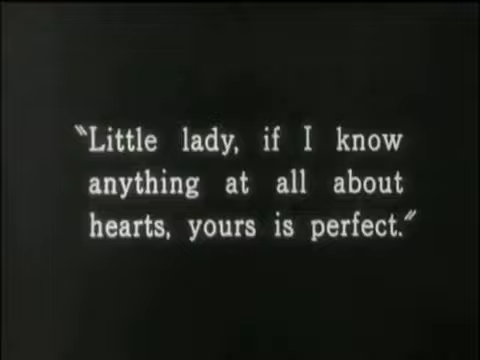 "Little lady, if I know
anything at all about
hearts, yours is perfect."